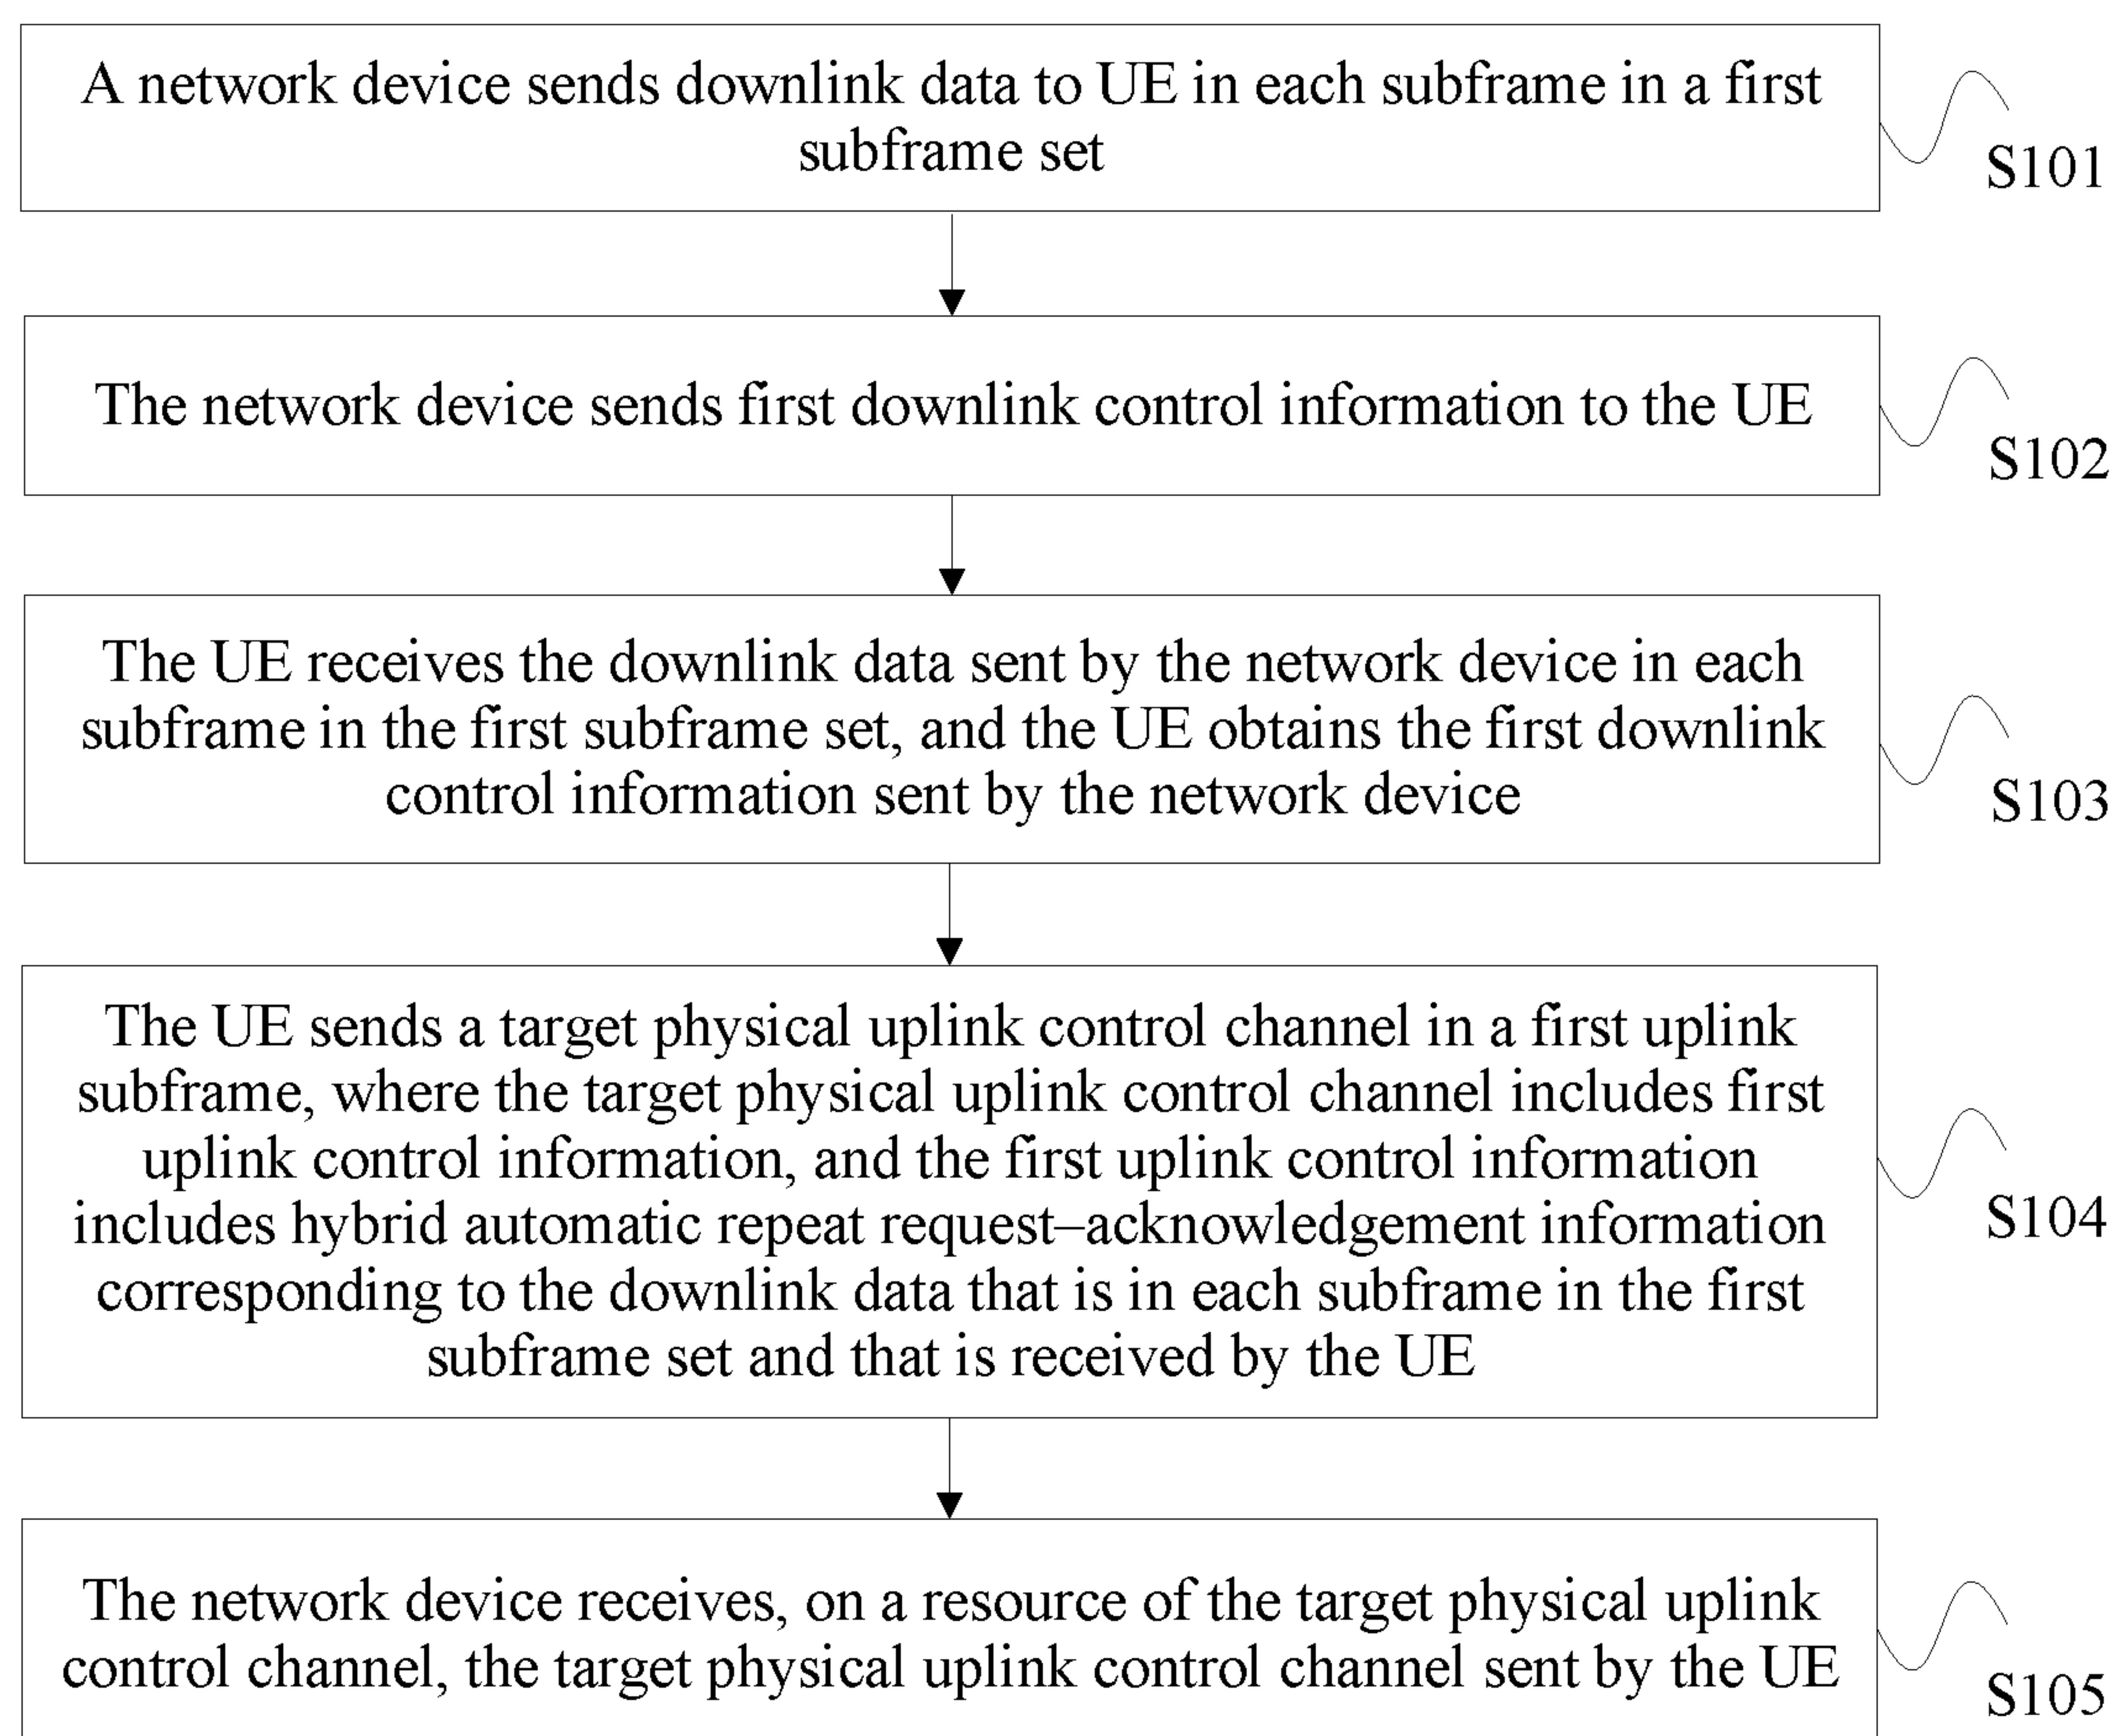 A network device sends downlink data to UE in each subframe in a first
subframe set
S101
The network device sends first downlink control information to the UE
S102
The UE receives the downlink data sent by the network device in each
subframe in the first subframe set, and the UE obtains the first downlink
control information sent by the network device
S103
The UE sends a target physical uplink control channel in a first uplink
subframe, where the target physical uplink control channel includes first
uplink control information, and the first uplink control information
includes hybrid automatic repeat request–acknowledgement information
corresponding to the downlink data that is in each subframe in the first
subframe set and that is received by the UE
S104
The network device receives, on a resource of the target physical uplink
control channel, the target physical uplink control channel sent by the UE
S105